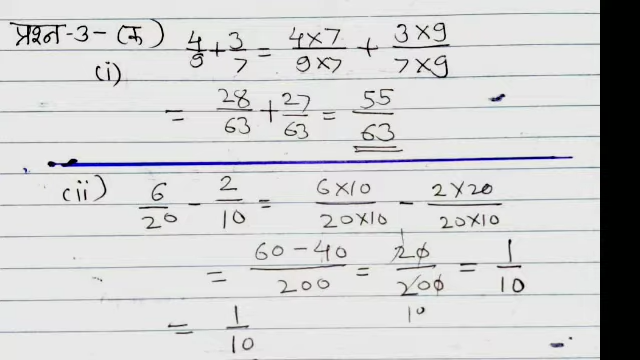 प्रश्न-3-(क) 4/9 + 3/7 = 4×7/9×7 + 3×9/7×9
(i)
= 28/63 + 27/63 = 55/63
(ii) 6/20 - 2/10 = 6×10/20×10 - 2×20/20×10
= 60-40/200 = 20/200 = 1/10
1 10
= 1/10